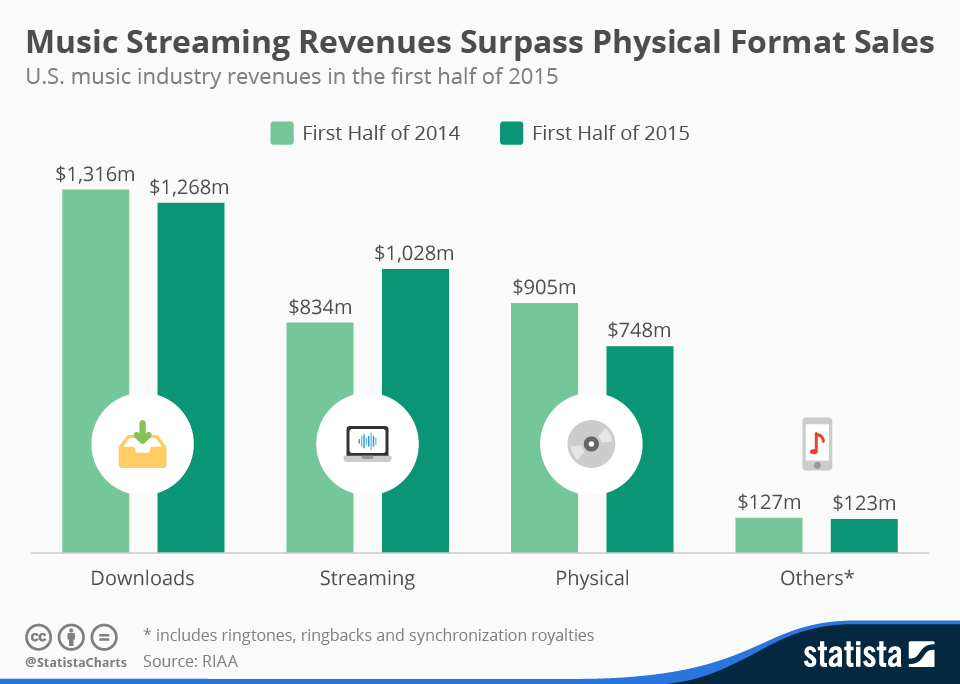 Music Streaming Revenues Surpass Physical Format Sales
U.S. music industry revenues in the first half of 2015
First Half of 2014 First Half of 2015
$1,316m $1,268m
$834m $1,028m
$905m $748m
$127m $123m
Downloads Streaming Physical Others*
cc
@StatistaCharts
* includes ringtones, ringbacks and synchronization royalties
Source: RIAA
statista